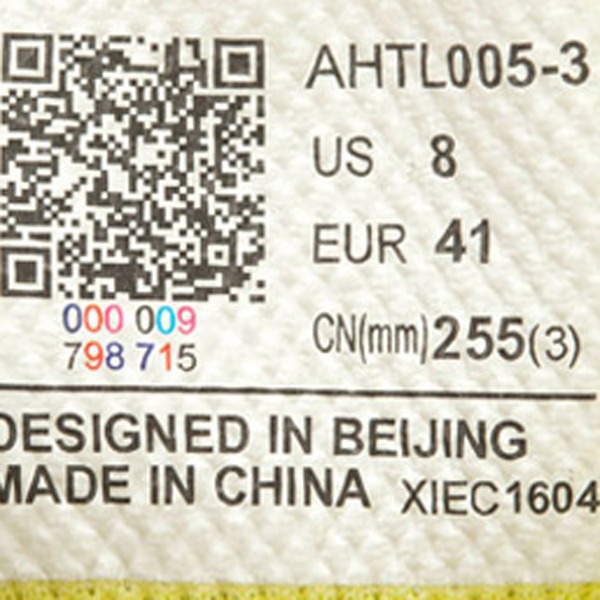 AHTL005-3
US 8
EUR 41
CN(mm)255(3)
000 009
798 715
DESIGNED IN BEIJING
MADE IN CHINA XIEC1604